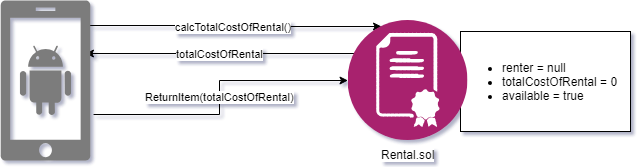 calcTotalCostOfRental()
totalCostOfRental
ReturnItem(totalCostOfRental)
renter = null
totalCostOfRental = 0
available = true
Rental.sol